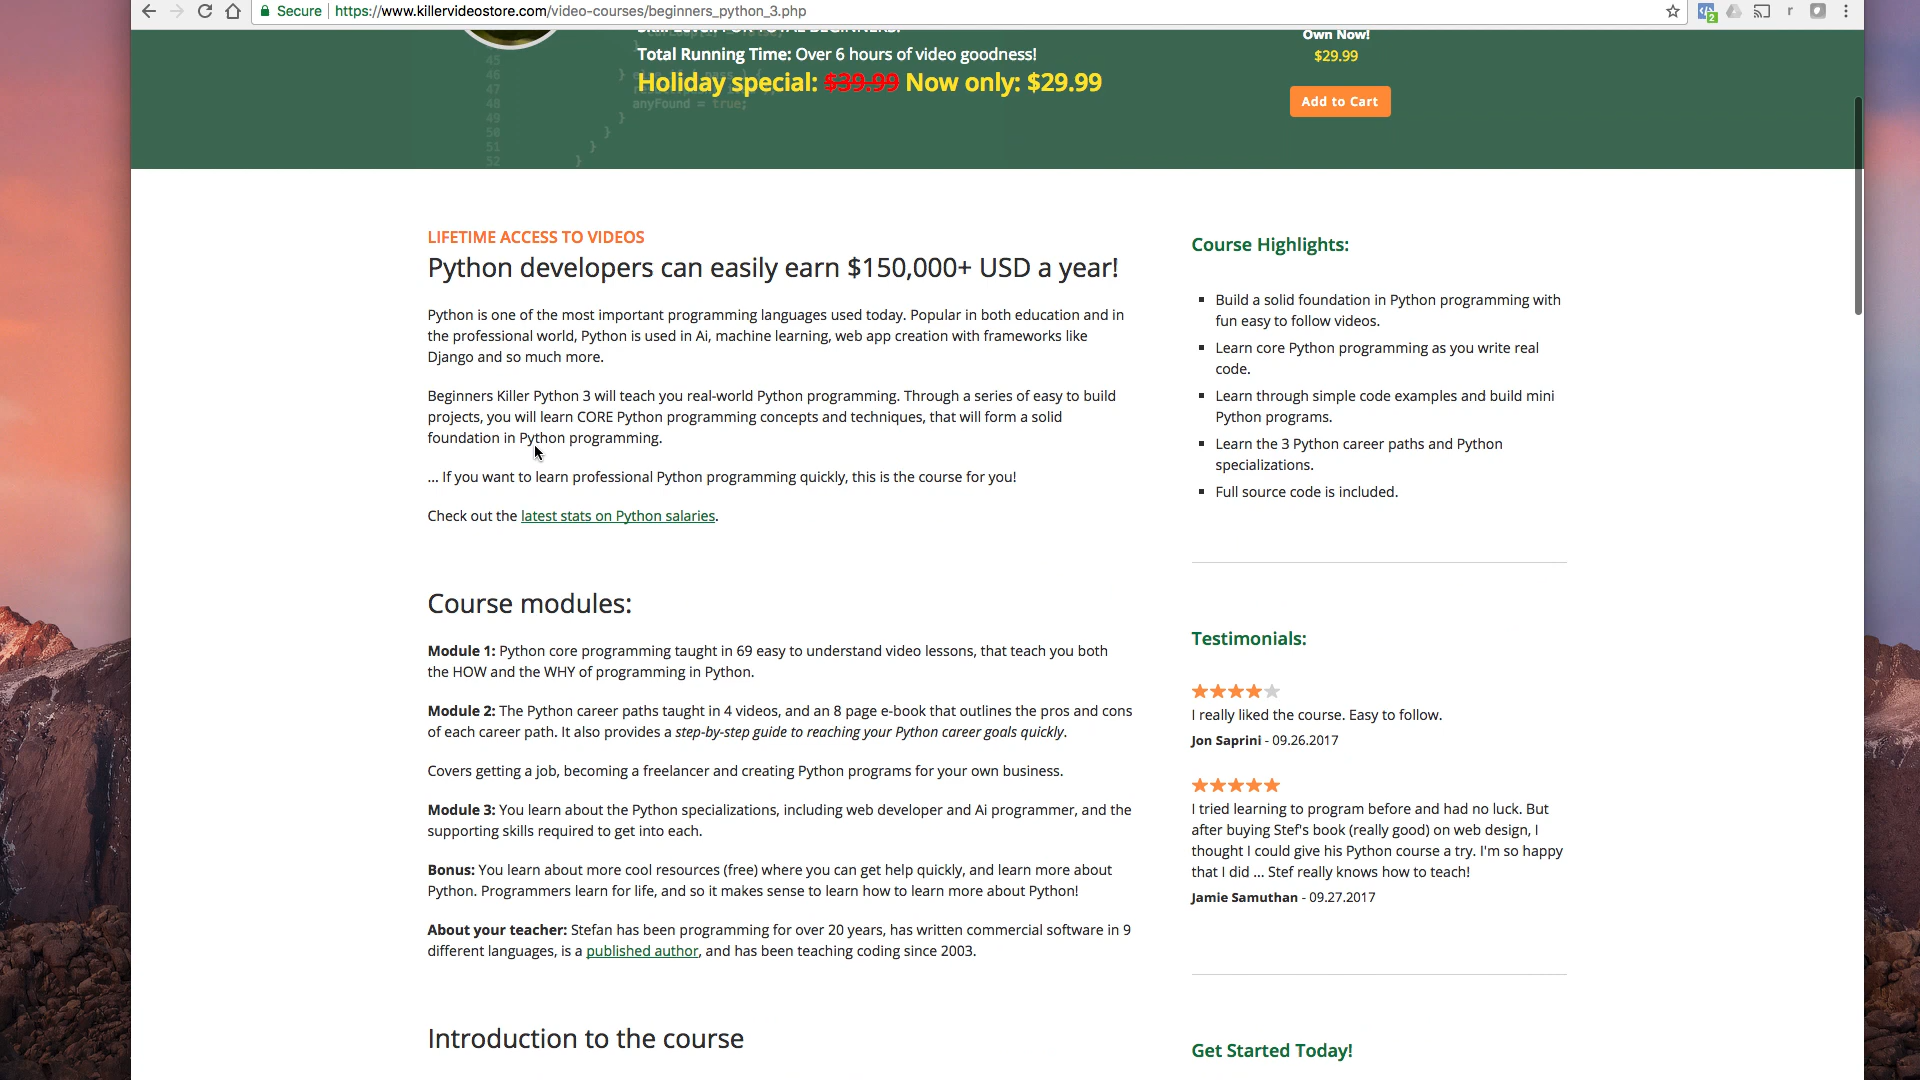 Secure https://www.killervideostore.com/video-courses/beginners_python_3.php
Total Running Time: Over 6 hours of video goodness!
Holiday special: $39.99 Now only: $29.99
Own Now!
$29.99
Add to Cart
45
46
47
48
49
50
51
52
anyFound = true;
LIFETIME ACCESS TO VIDEOS
Python developers can easily earn $150,000+ USD a year!
Python is one of the most important programming languages used today. Popular in both education and in
the professional world, Python is used in Ai, machine learning, web app creation with frameworks like
Django and so much more.
Beginners Killer Python 3 will teach you real-world Python programming. Through a series of easy to build
projects, you will learn CORE Python programming concepts and techniques, that will form a solid
foundation in Python programming.
... If you want to learn professional Python programming quickly, this is the course for you!
Check out the latest stats on Python salaries.
Course modules:
Module 1: Python core programming taught in 69 easy to understand video lessons, that teach you both
the HOW and the WHY of programming in Python.
Module 2: The Python career paths taught in 4 videos, and an 8 page e-book that outlines the pros and cons
of each career path. It also provides a step-by-step guide to reaching your Python career goals quickly.
Covers getting a job, becoming a freelancer and creating Python programs for your own business.
Module 3: You learn about the Python specializations, including web developer and Ai programmer, and the
supporting skills required to get into each.
Bonus: You learn about more cool resources (free) where you can get help quickly, and learn more about
Python. Programmers learn for life, and so it makes sense to learn how to learn more about Python!
About your teacher: Stefan has been programming for over 20 years, has written commercial software in 9
different languages, is a published author, and has been teaching coding since 2003.
Introduction to the course
Course Highlights:
Build a solid foundation in Python programming with
fun easy to follow videos.
Learn core Python programming as you write real
code.
Learn through simple code examples and build mini
Python programs.
Learn the 3 Python career paths and Python
specializations.
Full source code is included.
Testimonials:
I really liked the course. Easy to follow.
Jon Saprini - 09.26.2017
I tried learning to program before and had no luck. But
after buying Stef's book (really good) on web design, I
thought I could give his Python course a try. I'm so happy
that I did ... Stef really knows how to teach!
Jamie Samuthan - 09.27.2017
Get Started Today!